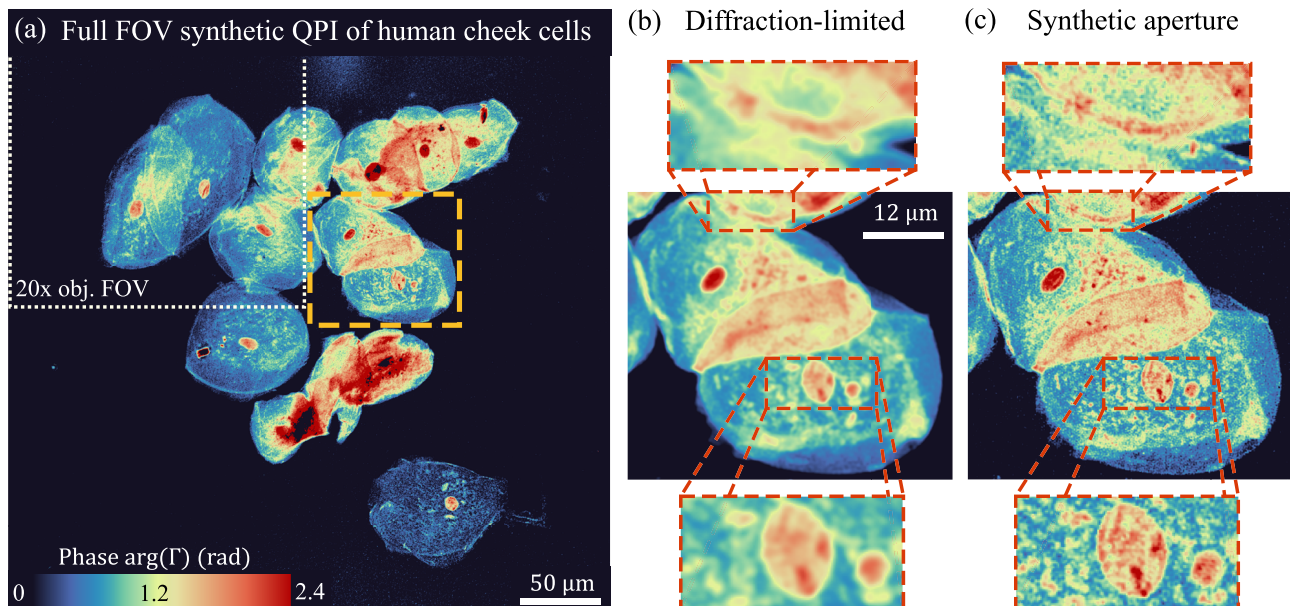 (a) Full FOV synthetic QPI of human cheek cells
20x obj. FOV
Phase arg(Γ) (rad)
0 1.2 2.4
50 μm
(b) Diffraction-limited
12 μm
(c) Synthetic aperture